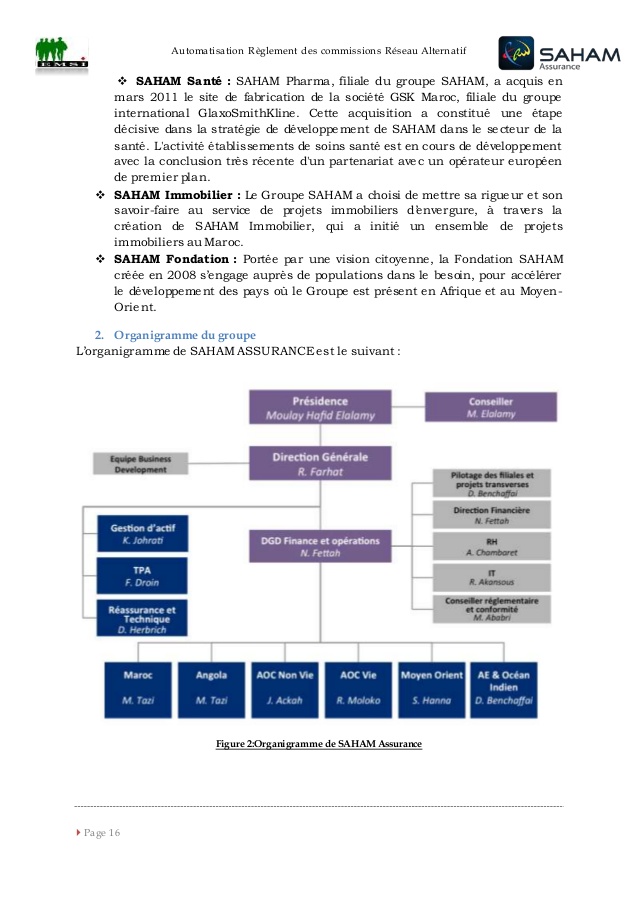 EMSI
Automatisation Règlement des commissions Réseau Alternatif
SAHAM
Assurance
❖ SAHAM Santé : SAHAM Pharma, filiale du groupe SAHAM, a acquis en
mars 2011 le site de fabrication de la société GSK Maroc, filiale du groupe
international GlaxoSmithKline. Cette acquisition a constitué une étape
décisive dans la stratégie de développement de SAHAM dans le secteur de la
santé. L'activité établissements de soins santé est en cours de développement
avec la conclusion très récente d'un partenariat avec un opérateur européen
de premier plan.
❖ SAHAM Immobilier : Le Groupe SAHAM a choisi de mettre sa rigueur et son
savoir-faire au service de projets immobiliers d'envergure, à travers la
création de SAHAM Immobilier, qui a initié un ensemble de projets
immobiliers au Maroc.
❖ SAHAM Fondation : Portée par une vision citoyenne, la Fondation SAHAM
créée en 2008 s'engage auprès de populations dans le besoin, pour accélérer
le développement des pays où le Groupe est présent en Afrique et au Moyen-
Orient.
2. Organigramme du groupe
L'organigramme de SAHAM ASSURANCE est le suivant :
Présidence
Moulay Hafid Elalamy
Conseiller
M. Elalamy
Equipe Business
Development
Direction Générale
R. Farhat
Pilotage des filiales et
projets transverses
D. Benchaffai
Direction Financière
N. Fettah
RH
A. Chambaret
IT
R. Akansous
Conseiller réglementaire
et conformité
M. Ababri
Gestion d'actif
K. Johrati
TPA
F. Droin
Réassurance et
Technique
D. Herbrich
DGD Finance et opérations
N. Fettah
Maroc
M. Tazi
Angola
M. Tazi
AOC Non Vie
J. Ackah
AOC Vie
R. Moloko
Moyen Orient
S. Hanna
AE & Océan
Indien
D. Benchaffai
Figure 2:Organigramme de SAHAM Assurance
Page 16